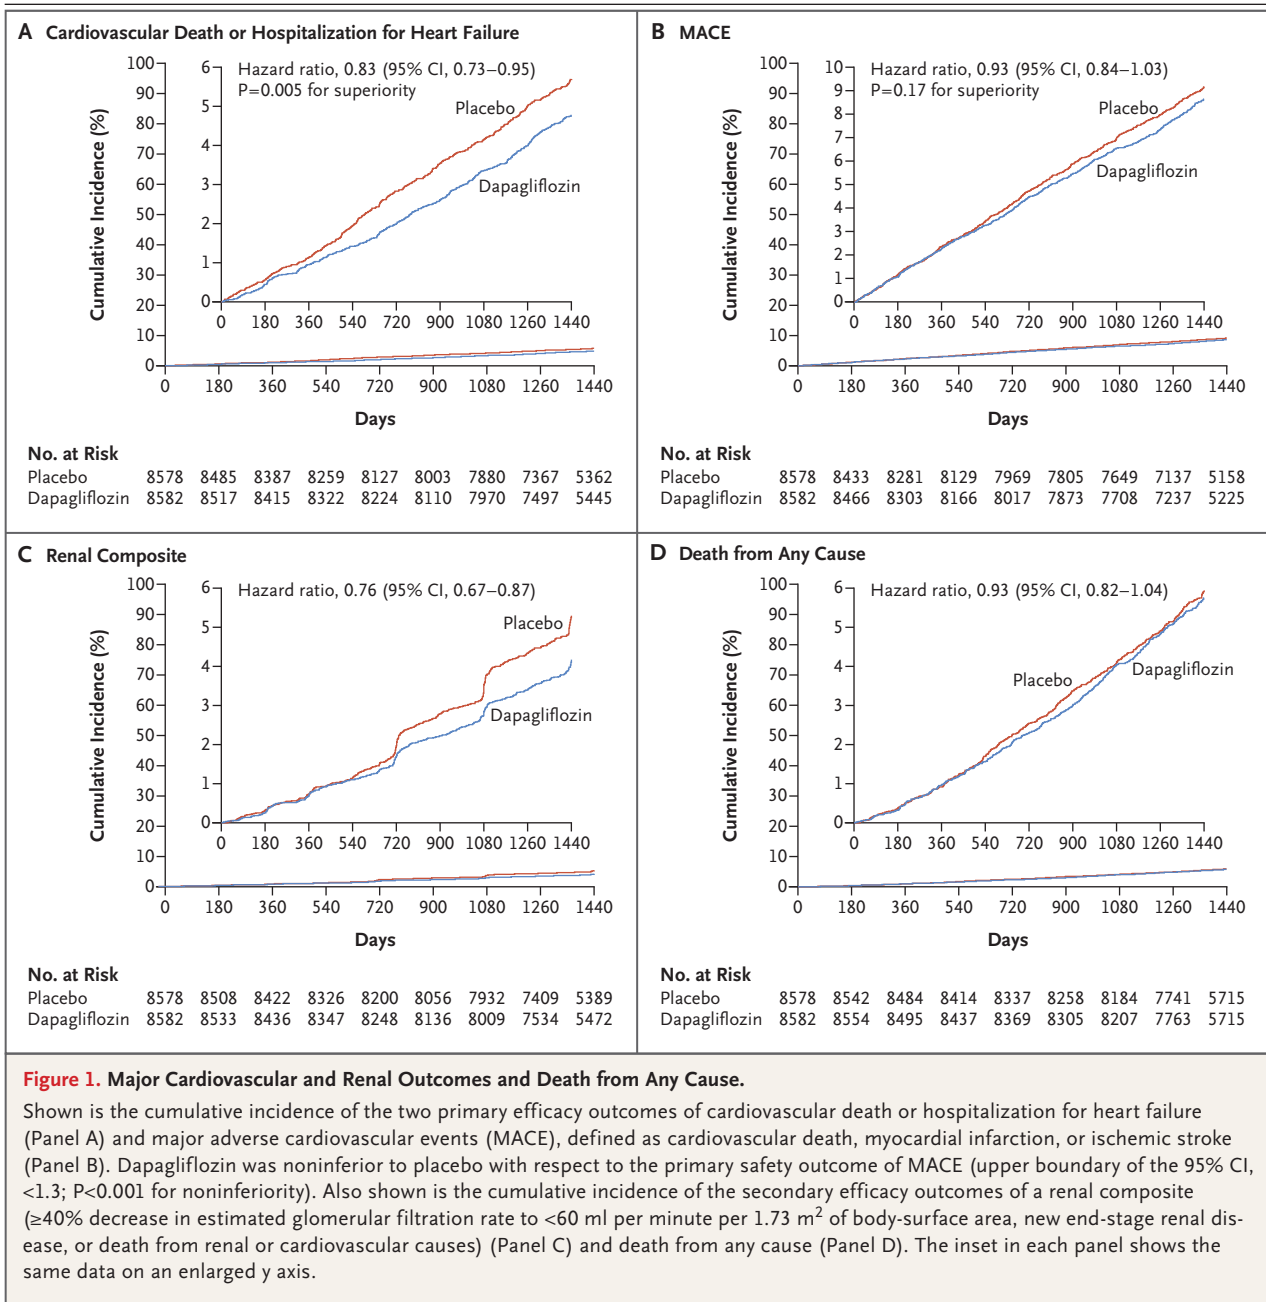 A Cardiovascular Death or Hospitalization for Heart Failure
Cumulative Incidence (%)
100
90
80
70
60
50
40
30
20
10
0
0 180 360 540 720 900 1080 1260 1440
Days
6
5
4
3
2
1
0
0 180 360 540 720 900 1080 1260 1440
Hazard ratio, 0.83 (95% CI, 0.73–0.95)
P=0.005 for superiority
Placebo
Dapagliflozin
No. at Risk
Placebo 8578 8485 8387 8259 8127 8003 7880 7367 5362
Dapagliflozin 8582 8517 8415 8322 8224 8110 7970 7497 5445
B MACE
Cumulative Incidence (%)
100
90
80
70
60
50
40
30
20
10
0
0 180 360 540 720 900 1080 1260 1440
Days
10
9
8
7
6
5
4
3
2
1
0
0 180 360 540 720 900 1080 1260 1440
Hazard ratio, 0.93 (95% CI, 0.84–1.03)
P=0.17 for superiority
Placebo
Dapagliflozin
No. at Risk
Placebo 8578 8433 8281 8129 7969 7805 7649 7137 5158
Dapagliflozin 8582 8466 8303 8166 8017 7873 7708 7237 5225
C Renal Composite
Cumulative Incidence (%)
100
90
80
70
60
50
40
30
20
10
0
0 180 360 540 720 900 1080 1260 1440
Days
6
5
4
3
2
1
0
0 180 360 540 720 900 1080 1260 1440
Hazard ratio, 0.76 (95% CI, 0.67–0.87)
Placebo
Dapagliflozin
No. at Risk
Placebo 8578 8508 8422 8326 8200 8056 7932 7409 5389
Dapagliflozin 8582 8533 8436 8347 8248 8136 8009 7534 5472
D Death from Any Cause
Cumulative Incidence (%)
100
90
80
70
60
50
40
30
20
10
0
0 180 360 540 720 900 1080 1260 1440
Days
6
5
4
3
2
1
0
0 180 360 540 720 900 1080 1260 1440
Hazard ratio, 0.93 (95% CI, 0.82–1.04)
Placebo
Dapagliflozin
No. at Risk
Placebo 8578 8542 8484 8414 8337 8258 8184 7741 5715
Dapagliflozin 8582 8554 8495 8437 8369 8305 8207 7763 5715
Figure 1. Major Cardiovascular and Renal Outcomes and Death from Any Cause.
Shown is the cumulative incidence of the two primary efficacy outcomes of cardiovascular death or hospitalization for heart failure
(Panel A) and major adverse cardiovascular events (MACE), defined as cardiovascular death, myocardial infarction, or ischemic stroke
(Panel B). Dapagliflozin was noninferior to placebo with respect to the primary safety outcome of MACE (upper boundary of the 95% CI,
<1.3; P<0.001 for noninferiority). Also shown is the cumulative incidence of the secondary efficacy outcomes of a renal composite
(≥40% decrease in estimated glomerular filtration rate to <60 ml per minute per 1.73 m² of body-surface area, new end-stage renal dis-
ease, or death from renal or cardiovascular causes) (Panel C) and death from any cause (Panel D). The inset in each panel shows the
same data on an enlarged y axis.